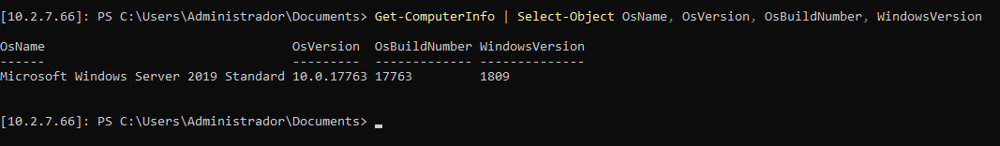 [10.2.7.66]: PS C:\Users\Administrador\Documents> Get-ComputerInfo | Select-Object OsName, OsVersion, OsBuildNumber, WindowsVersion
OsName OsVersion OsBuildNumber WindowsVersion
------ --------- ------------- --------------
Microsoft Windows Server 2019 Standard 10.0.17763 17763 1809
[10.2.7.66]: PS C:\Users\Administrador\Documents> _